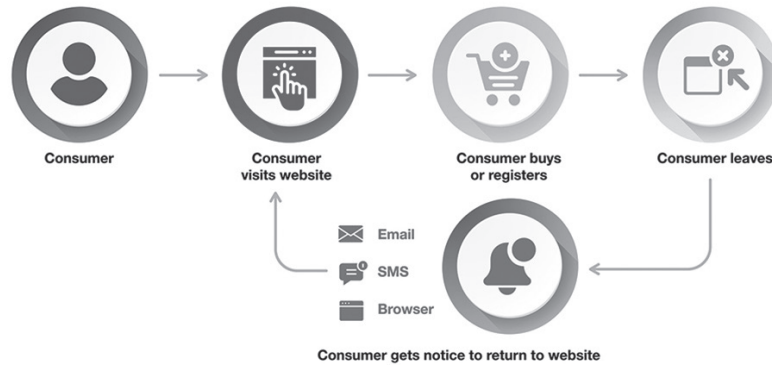 Consumer
Consumer
visits website
Consumer buys
or registers
Consumer leaves
Email
SMS
Browser
Consumer gets notice to return to website